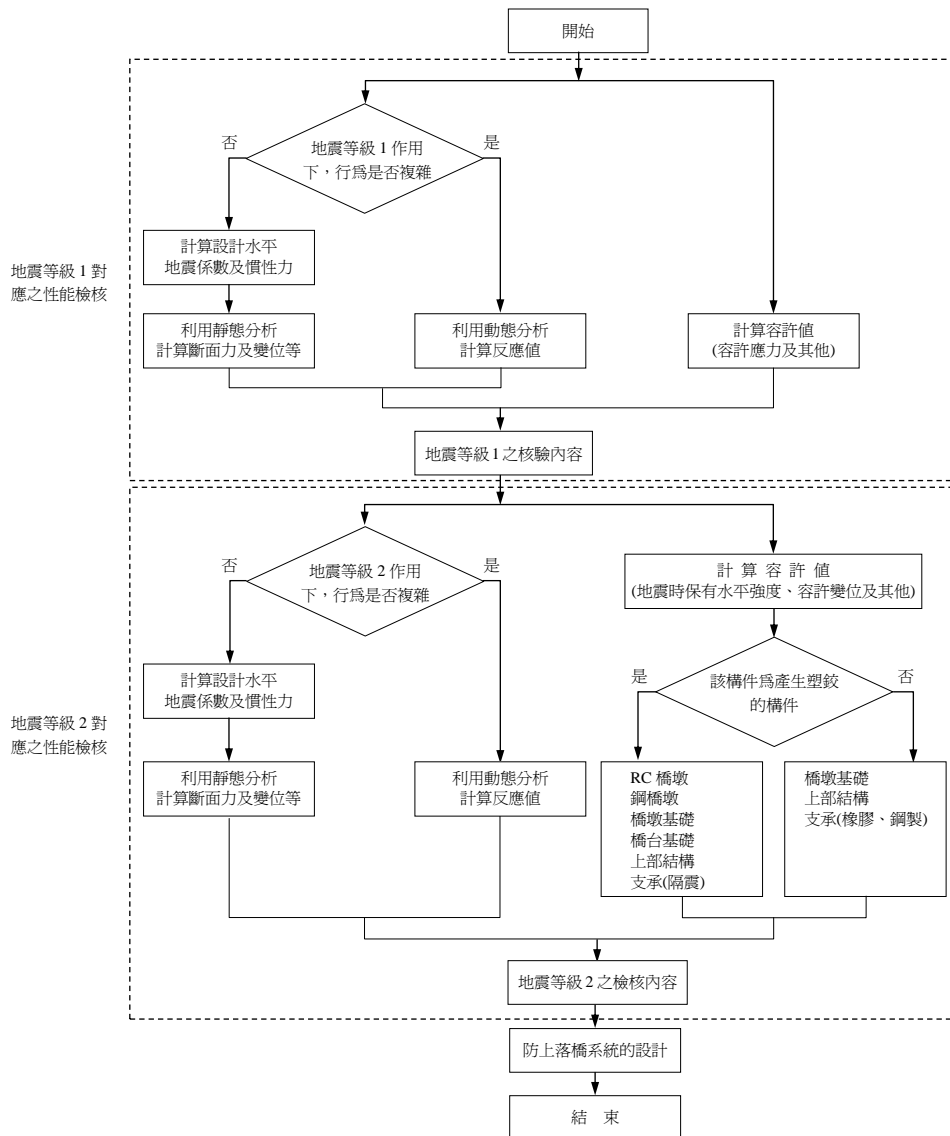 開始
地震等級 1 作用
下，行為是否複雜
否
是
計算設計水平
地震係數及慣性力
地震等級 1 對
應之性能檢核
利用靜態分析
計算斷面力及變位等
利用動態分析
計算反應值
計算容許值
(容許應力及其他)
地震等級 1 之核驗內容
地震等級 2 作用
下，行為是否複雜
否
是
計 算 容 許 值
(地震時保有水平強度、容許變位及其他)
計算設計水平
地震係數及慣性力
是
該構件為產生塑鉸
的構件
否
地震等級 2 對
應之性能檢核
利用靜態分析
計算斷面力及變位等
利用動態分析
計算反應值
RC 橋墩
鋼橋墩
橋墩基礎
橋台基礎
上部結構
支承(隔震)
橋墩基礎
上部結構
支承(橡膠、鋼製)
地震等級 2 之檢核內容
防上落橋系統的設計
結 束